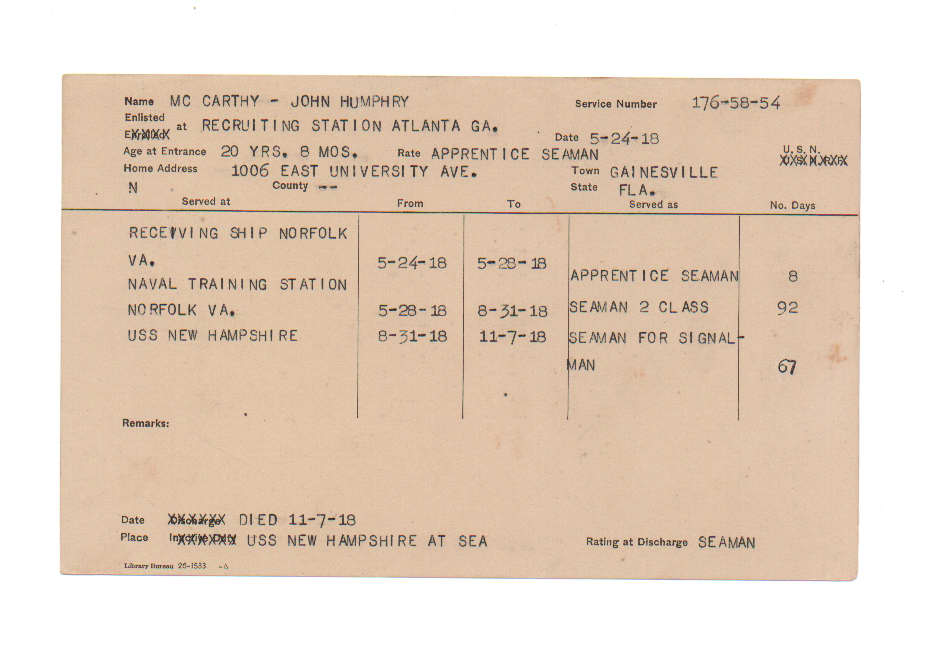 Name MC CARTHY - JOHN HUMPHRY Service Number 176-58-54
Enlisted
at RECRUITING STATION ATLANTA GA. Date 5-24-18
Age at Entrance 20 YRS. 8 MOS. Rate APPRENTICE SEAMAN U.S.N.
Home Address 1006 EAST UNIVERSITY AVE. Town GAINESVILLE
N County -- State FLA.
Served at From To Served as No. Days
RECEIVING SHIP NORFOLK
VA. 5-24-18 5-28-18 APPRENTICE SEAMAN 8
NAVAL TRAINING STATION
NORFOLK VA. 5-28-18 8-31-18 SEAMAN 2 CLASS 92
USS NEW HAMPSHIRE 8-31-18 11-7-18 SEAMAN FOR SIGNAL-
MAN 67
Remarks:
Date DIED 11-7-18
Place USS NEW HAMPSHIRE AT SEA Rating at Discharge SEAMAN
Library Bureau 26-1583